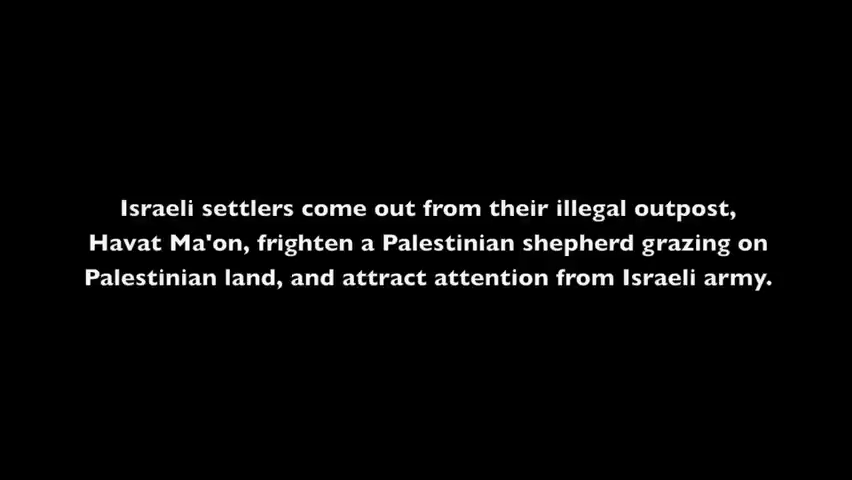 Israeli settlers come out from their illegal outpost,
Havat Ma'on, frighten a Palestinian shepherd grazing on
Palestinian land, and attract attention from Israeli army.